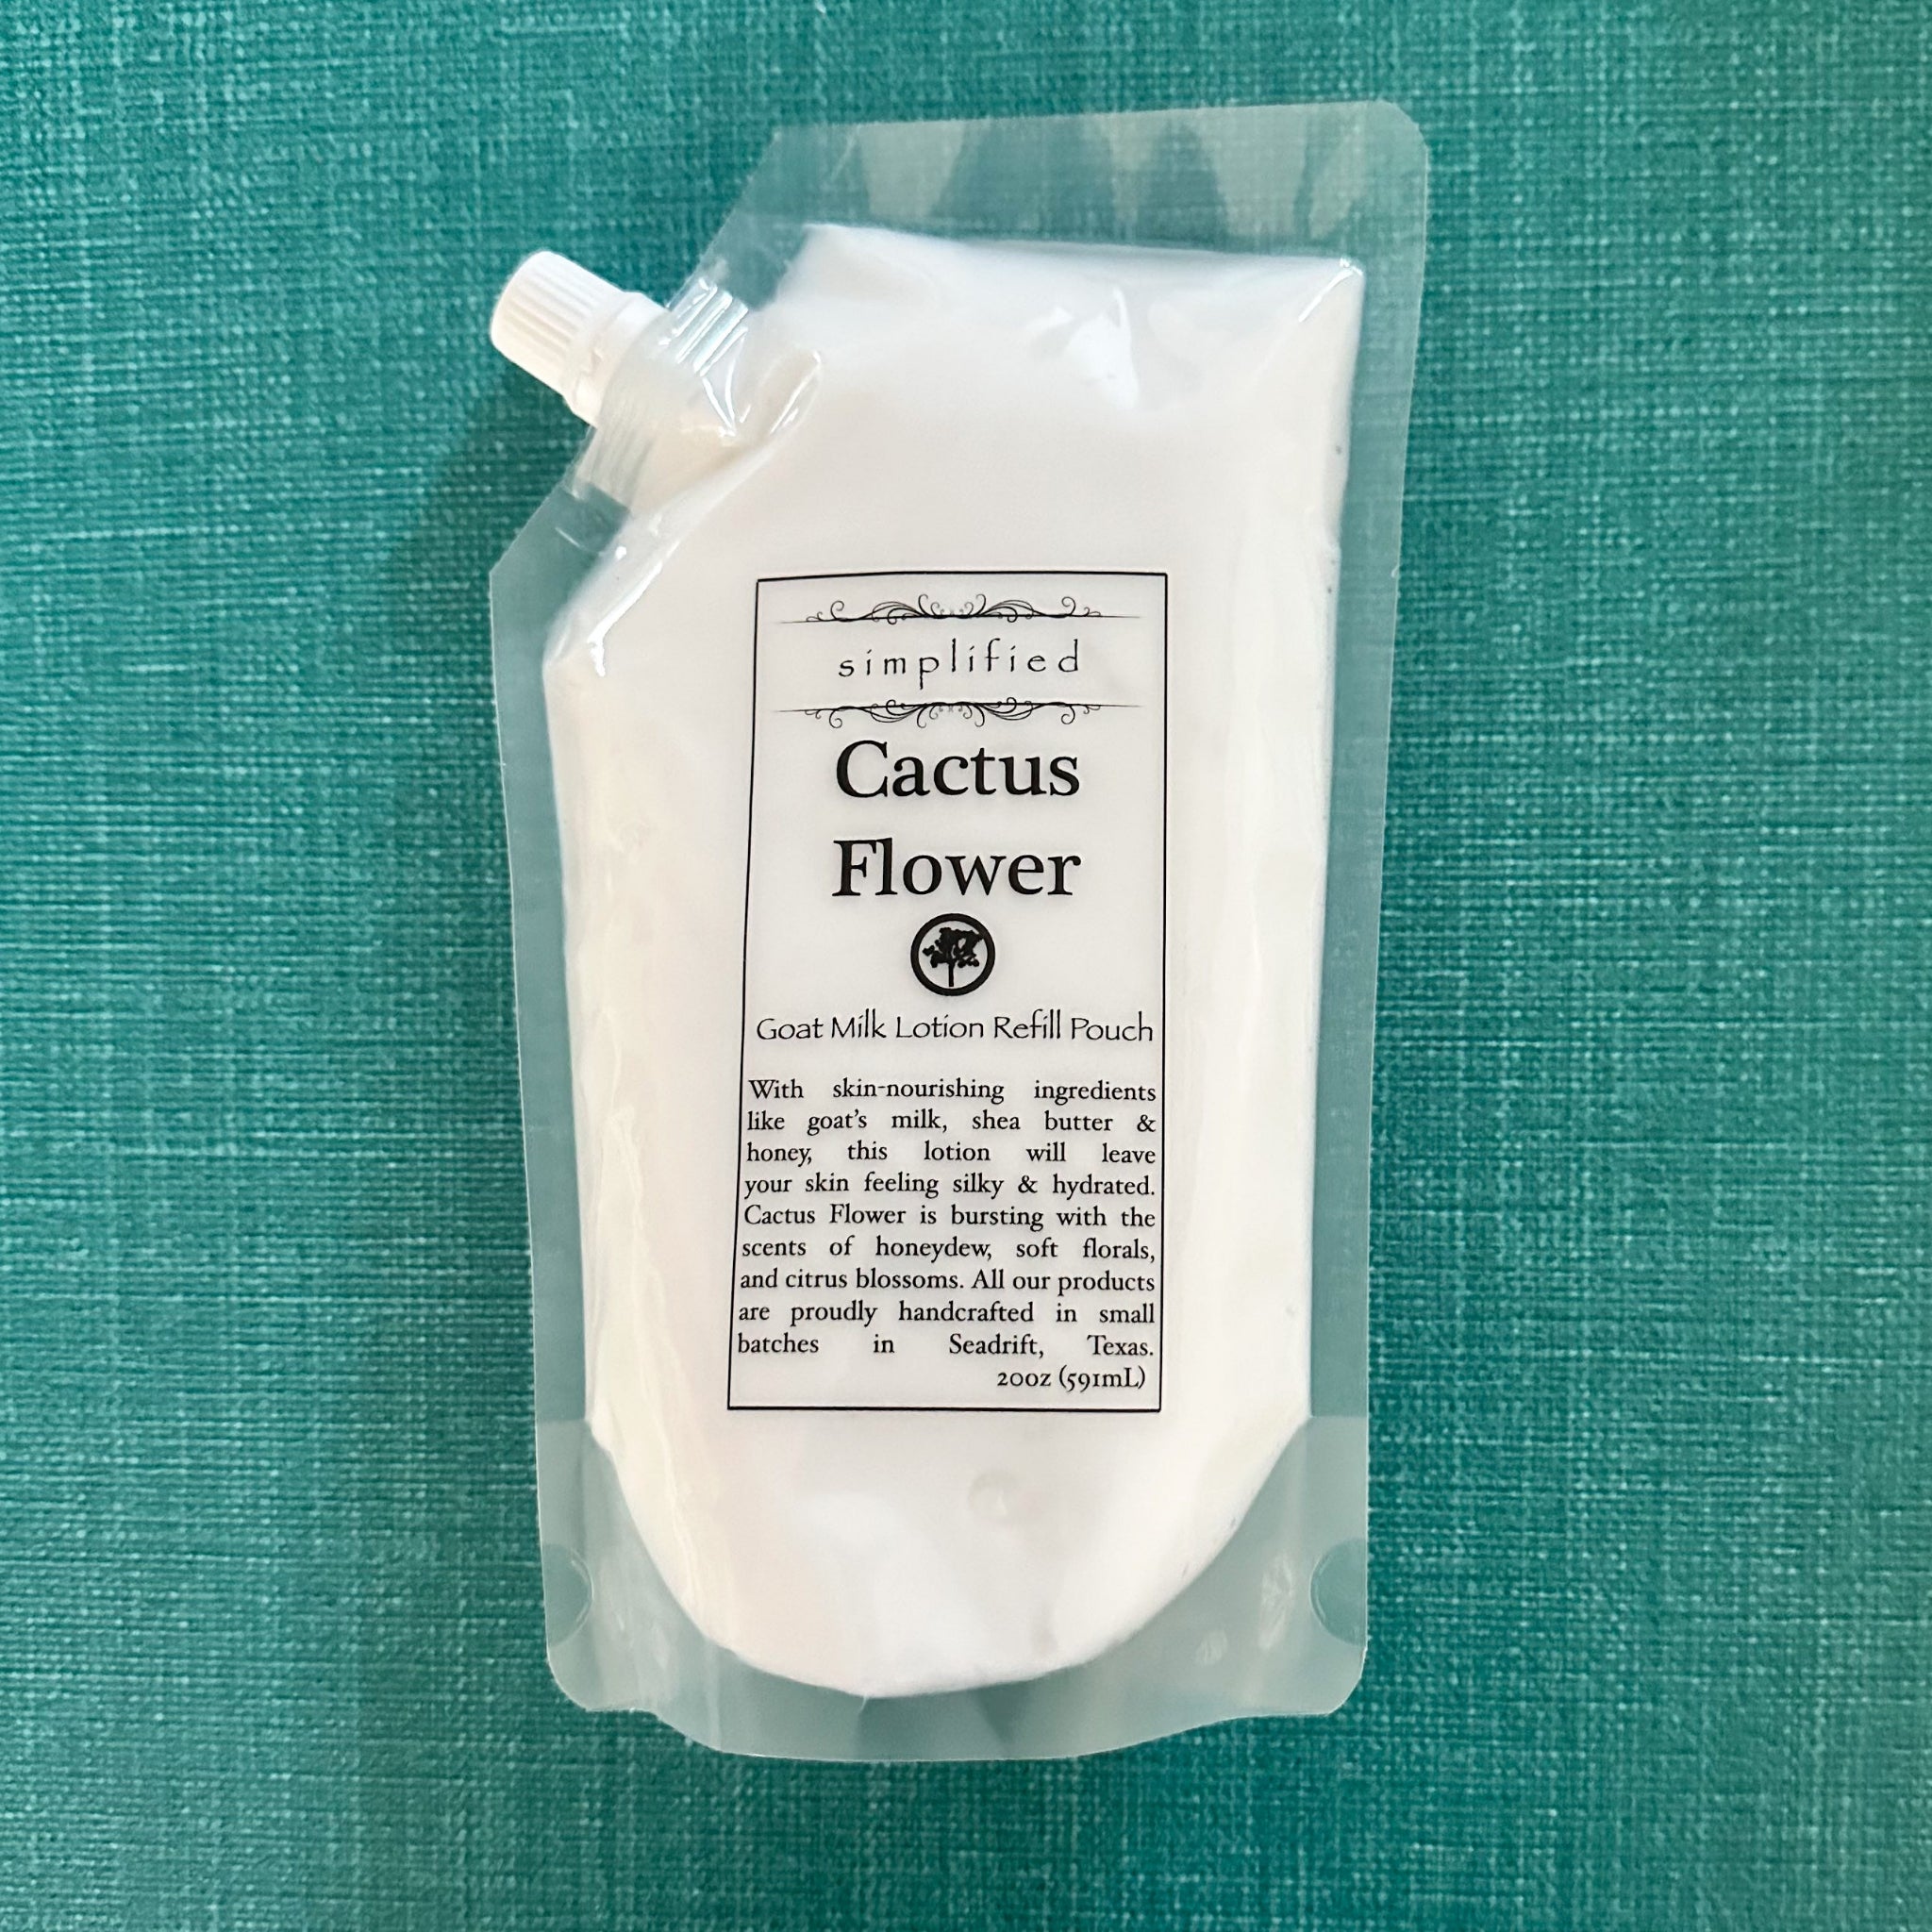 simplified
Cactus
Flower
Goat Milk Lotion Refill Pouch
With skin-nourishing ingredients
like goat's milk, shea butter &
honey, this lotion will leave
your skin feeling silky & hydrated.
Cactus Flower is bursting with the
scents of honeydew, soft florals,
and citrus blossoms. All our products
are proudly handcrafted in small
batches in Seadrift, Texas.
20oz (591mL)